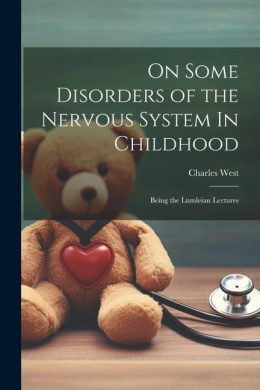 On Some
Disorders of the
Nervous System In
Childhood
Charles West
Being the Lumleian Lectures